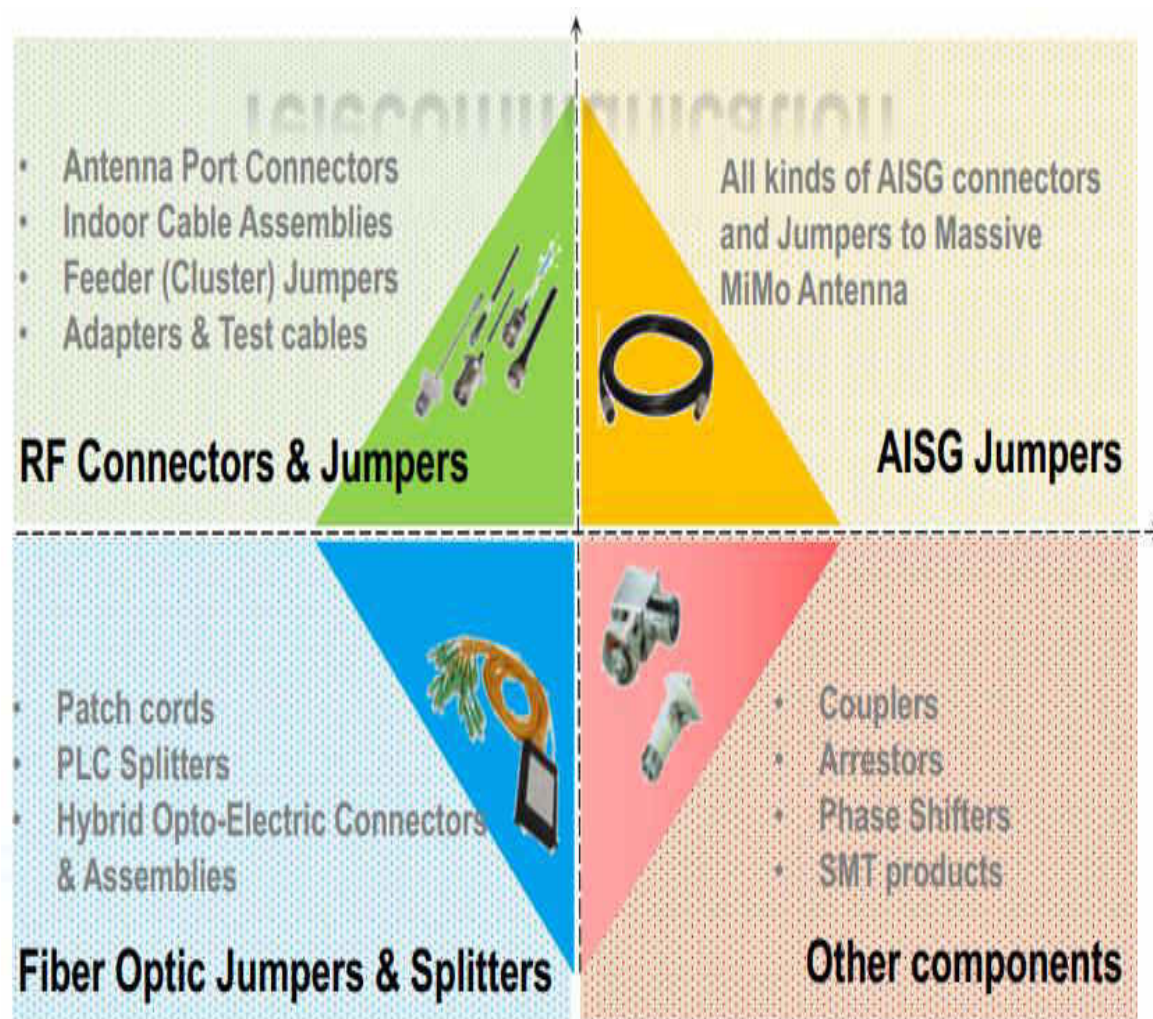 • Antenna Port Connectors
• Indoor Cable Assemblies
• Feeder (Cluster) Jumpers
• Adapters & Test cables
RF Connectors & Jumpers
All kinds of AISG connectors
and Jumpers to Massive
MiMo Antenna
AISG Jumpers
• Patch cords
• PLC Splitters
• Hybrid Opto-Electric Connectors
& Assemblies
Fiber Optic Jumpers & Splitters
• Couplers
• Arrestors
• Phase Shifters
• SMT products
Other components